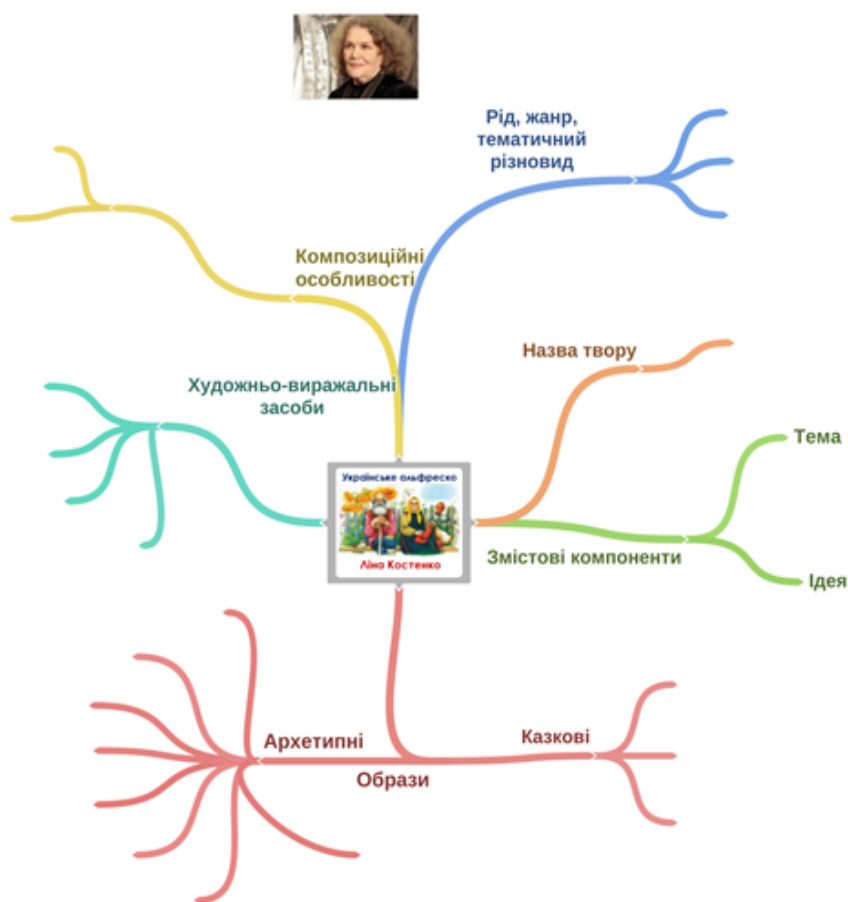 Рід, жанр,
тематичний
різновид
Композиційні
особливості
Назва твору
Художньо-виражальні
засоби
Тема
Українське альфреско
Ліна Костенко
Змістові компоненти
Ідея
Архетипні
Казкові
Образи